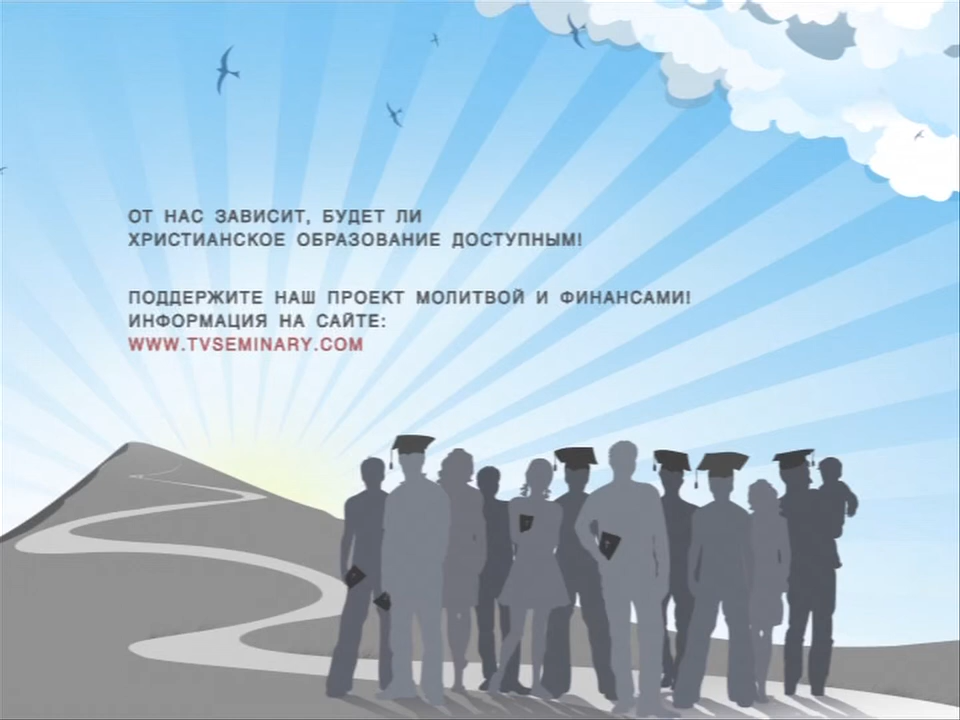 ОТ НАС ЗАВИСИТ, БУДЕТ ЛИ
ХРИСТИАНСКОЕ ОБРАЗОВАНИЕ ДОСТУПНЫМ!
ПОДДЕРЖИТЕ НАШ ПРОЕКТ МОЛИТВОЙ И ФИНАНСАМИ!
ИНФОРМАЦИЯ НА САЙТЕ:
WWW.TVSEMINARY.COM